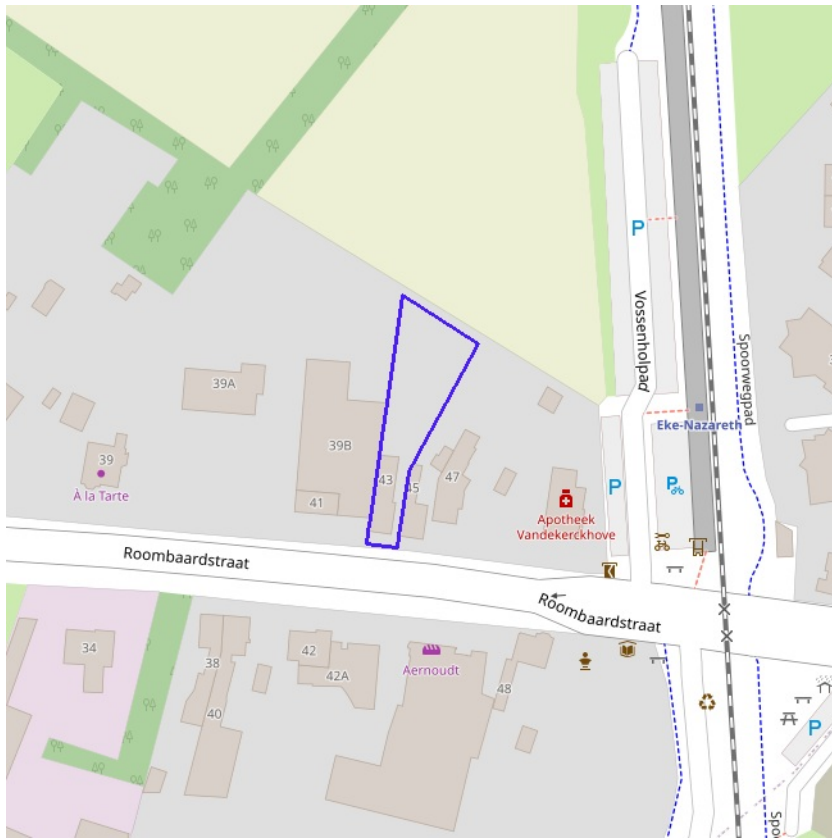 P
Vossenholpad
Spoorwegpad
39A
Eke-Nazareth
39B
39
À la Tarte
43
47
45
41
P
P
Apotheek
Vandekerckhove
Roombaardstraat
Roombaardstraat
34
38
42
42A
Aernoudt
40
48
P